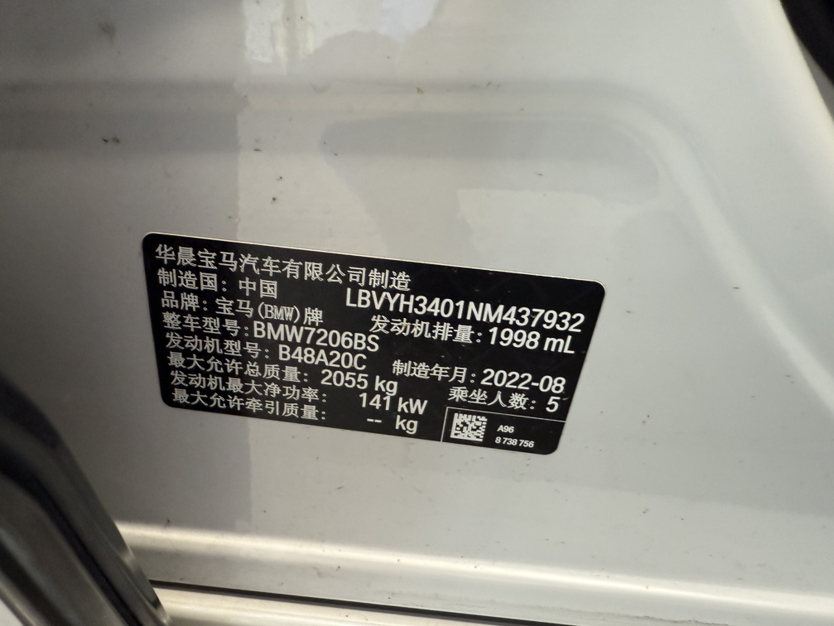 华晨宝马汽车有限公司制造
制造国: 中国 LBVYH3401NM437932
品牌: 宝马(BMW)牌 发动机排量: 1998 mL
整车型号: BMW7206BS
发动机型号: B48A20C 制造年月: 2022-08
最大允许总质量: 2055 kg 乘坐人数: 5
发动机最大净功率: 141 kW
最大允许牵引质量: -- kg
A96
8 738 756